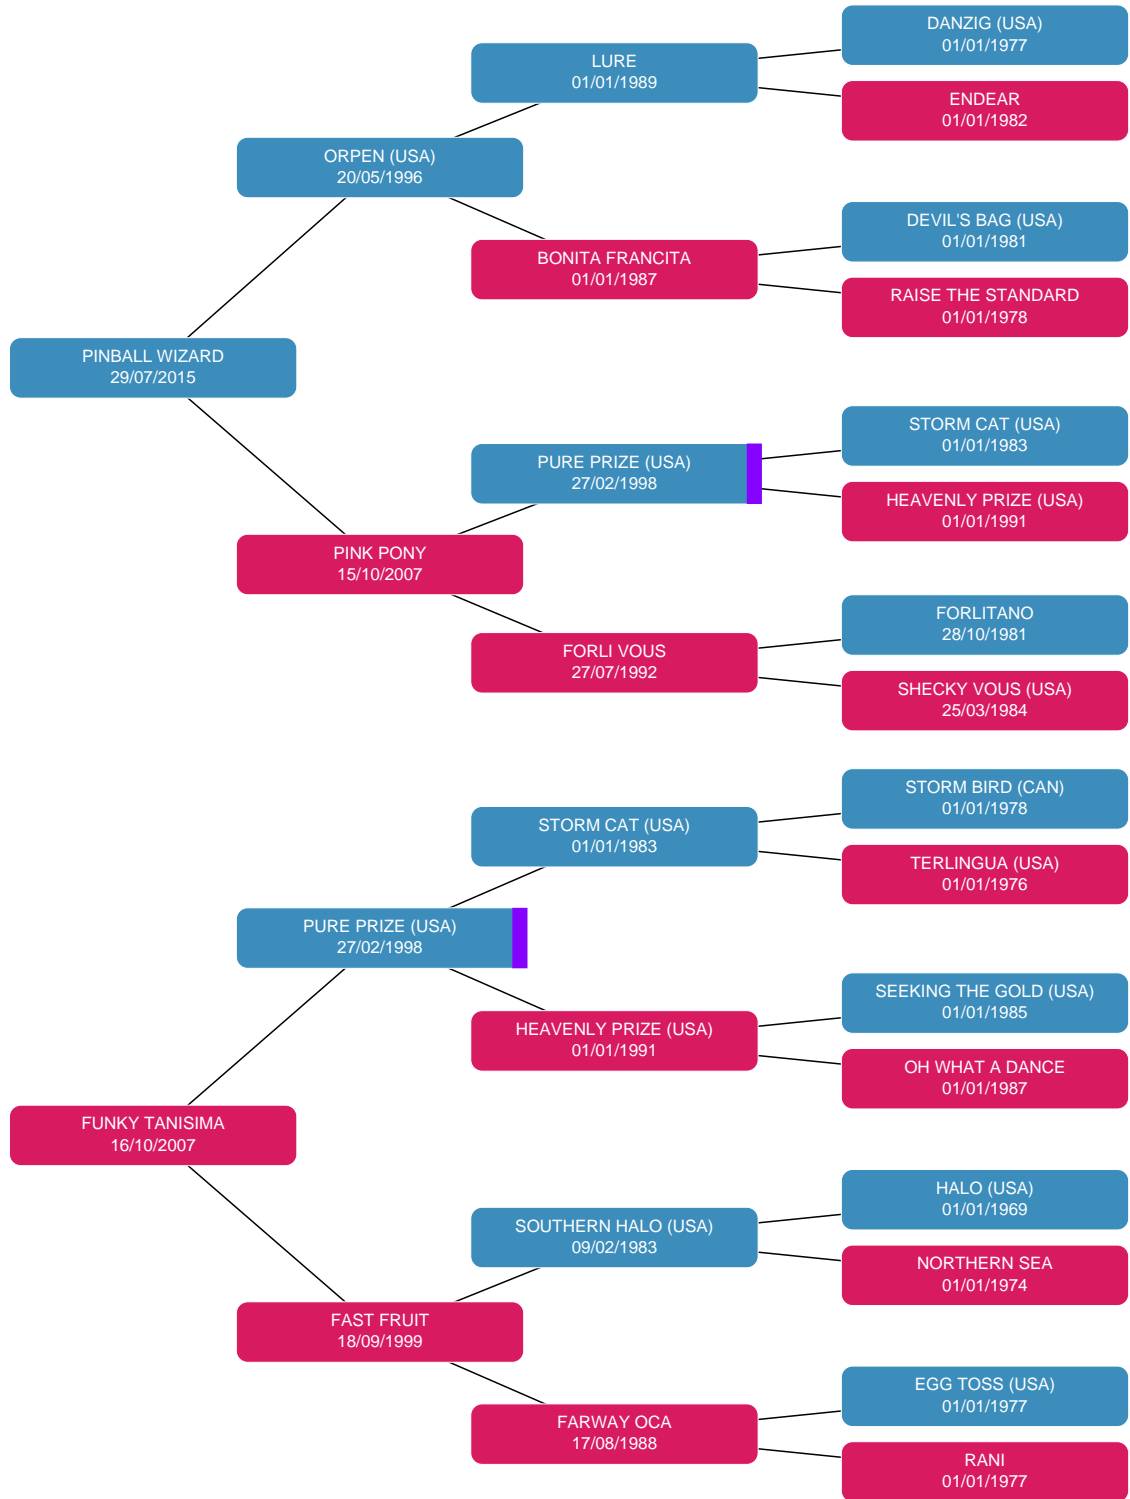 DANZIG (USA)
01/01/1977
LURE
01/01/1989
ENDEAR
01/01/1982
ORPEN (USA)
20/05/1996
DEVIL'S BAG (USA)
01/01/1981
BONITA FRANCITA
01/01/1987
RAISE THE STANDARD
01/01/1978
PINBALL WIZARD
29/07/2015
STORM CAT (USA)
01/01/1983
PURE PRIZE (USA)
27/02/1998
HEAVENLY PRIZE (USA)
01/01/1991
PINK PONY
15/10/2007
FORLITANO
28/10/1981
FORLI VOUS
27/07/1992
SHECKY VOUS (USA)
25/03/1984
STORM BIRD (CAN)
01/01/1978
STORM CAT (USA)
01/01/1983
TERLINGUA (USA)
01/01/1976
PURE PRIZE (USA)
27/02/1998
SEEKING THE GOLD (USA)
01/01/1985
HEAVENLY PRIZE (USA)
01/01/1991
OH WHAT A DANCE
01/01/1987
FUNKY TANISIMA
16/10/2007
HALO (USA)
01/01/1969
SOUTHERN HALO (USA)
09/02/1983
NORTHERN SEA
01/01/1974
FAST FRUIT
18/09/1999
EGG TOSS (USA)
01/01/1977
FARWAY OCA
17/08/1988
RANI
01/01/1977